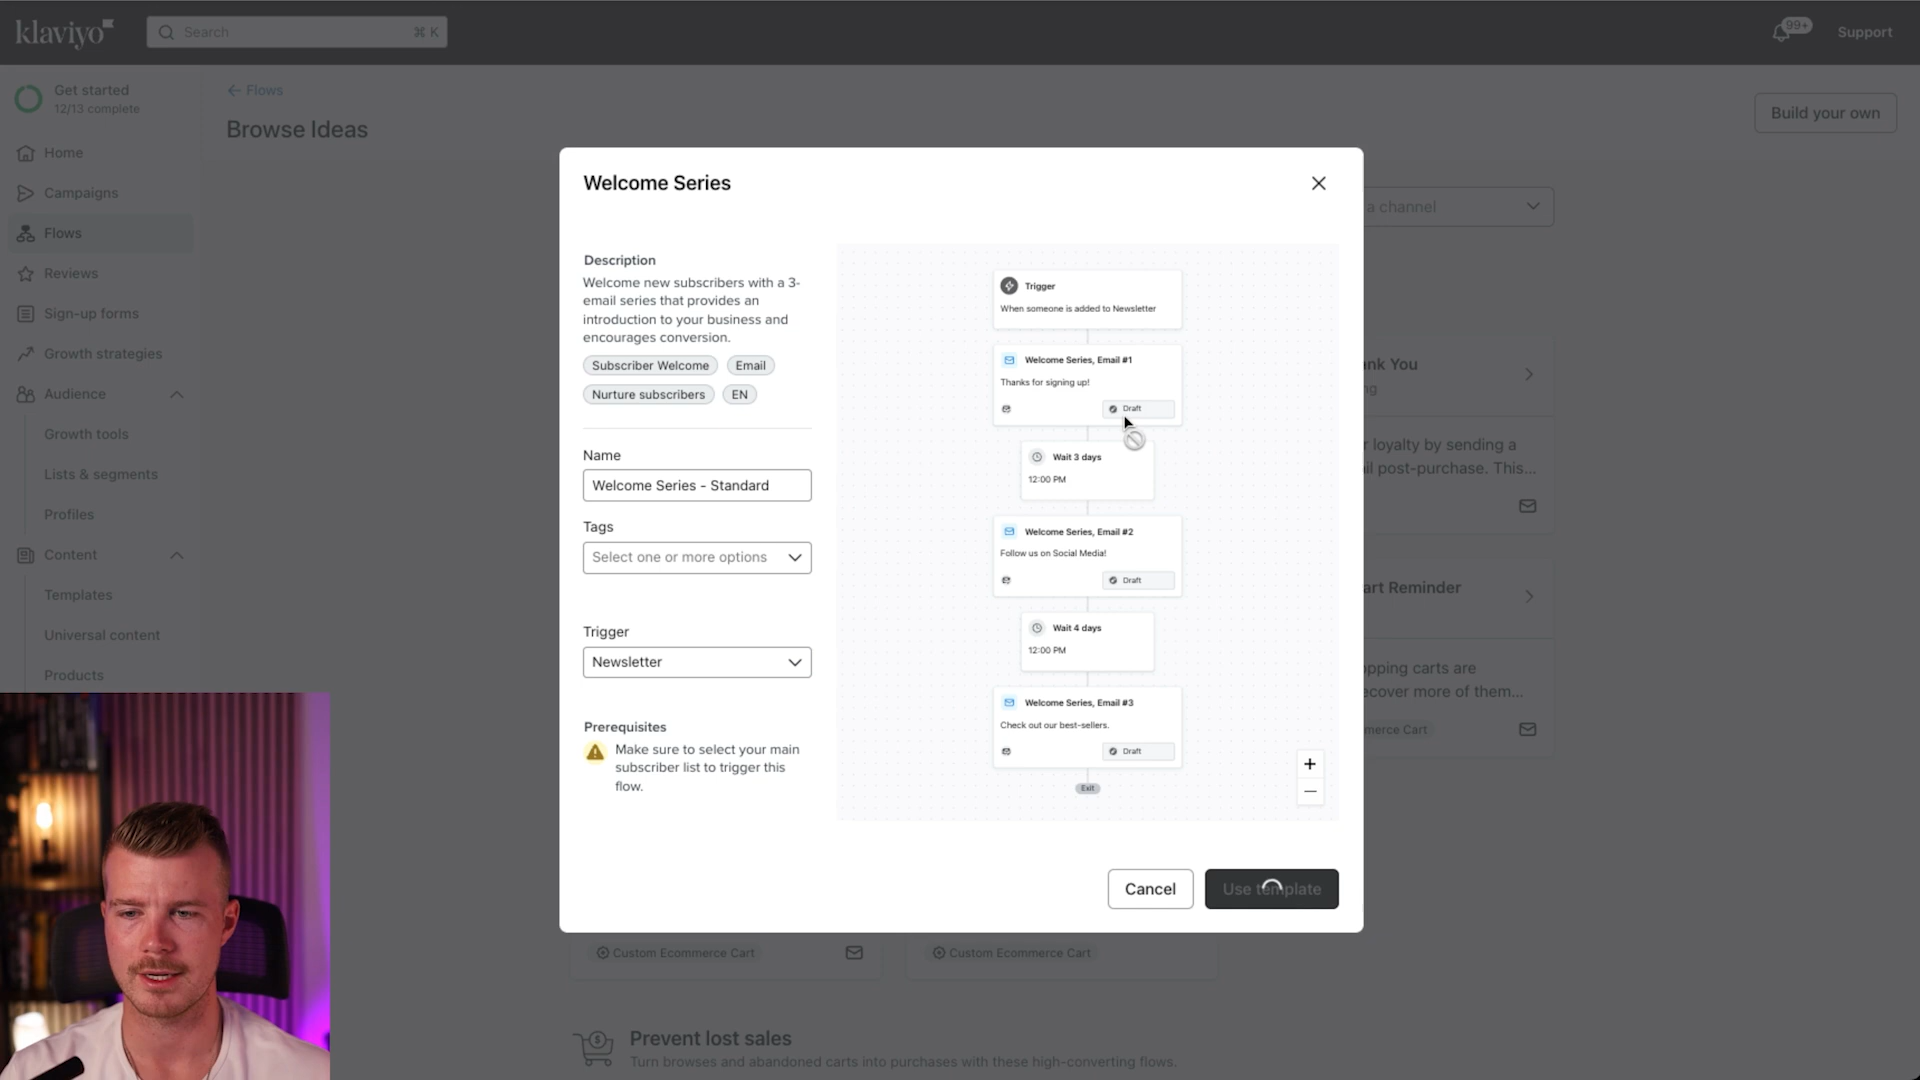 klaviyo
Search
⌘ K
99+
Support
Get started
12/13 complete
Home
Campaigns
Flows
Reviews
Sign-up forms
Growth strategies
Audience
Growth tools
Lists & segments
Profiles
Content
Templates
Universal content
Products
← Flows
Browse Ideas
Build your own
a channel
nk You
ng
r loyalty by sending a
il post-purchase. This...
art Reminder
pping carts are
ecover more of them...
merce Cart
Welcome Series
Description
Welcome new subscribers with a 3-
email series that provides an
introduction to your business and
encourages conversion.
Subscriber Welcome
Email
Nurture subscribers
EN
Name
Welcome Series - Standard
Tags
Select one or more options
Trigger
Newsletter
Prerequisites
Make sure to select your main
subscriber list to trigger this
flow.
Trigger
When someone is added to Newsletter
Welcome Series, Email #1
Thanks for signing up!
Draft
Wait 3 days
12:00 PM
Welcome Series, Email #2
Follow us on Social Media!
Draft
Wait 4 days
12:00 PM
Welcome Series, Email #3
Check out our best-sellers.
Draft
Exit
Cancel
Use template
Custom Ecommerce Cart
Custom Ecommerce Cart
Prevent lost sales
Turn browses and abandoned carts into purchases with these high-converting flows.